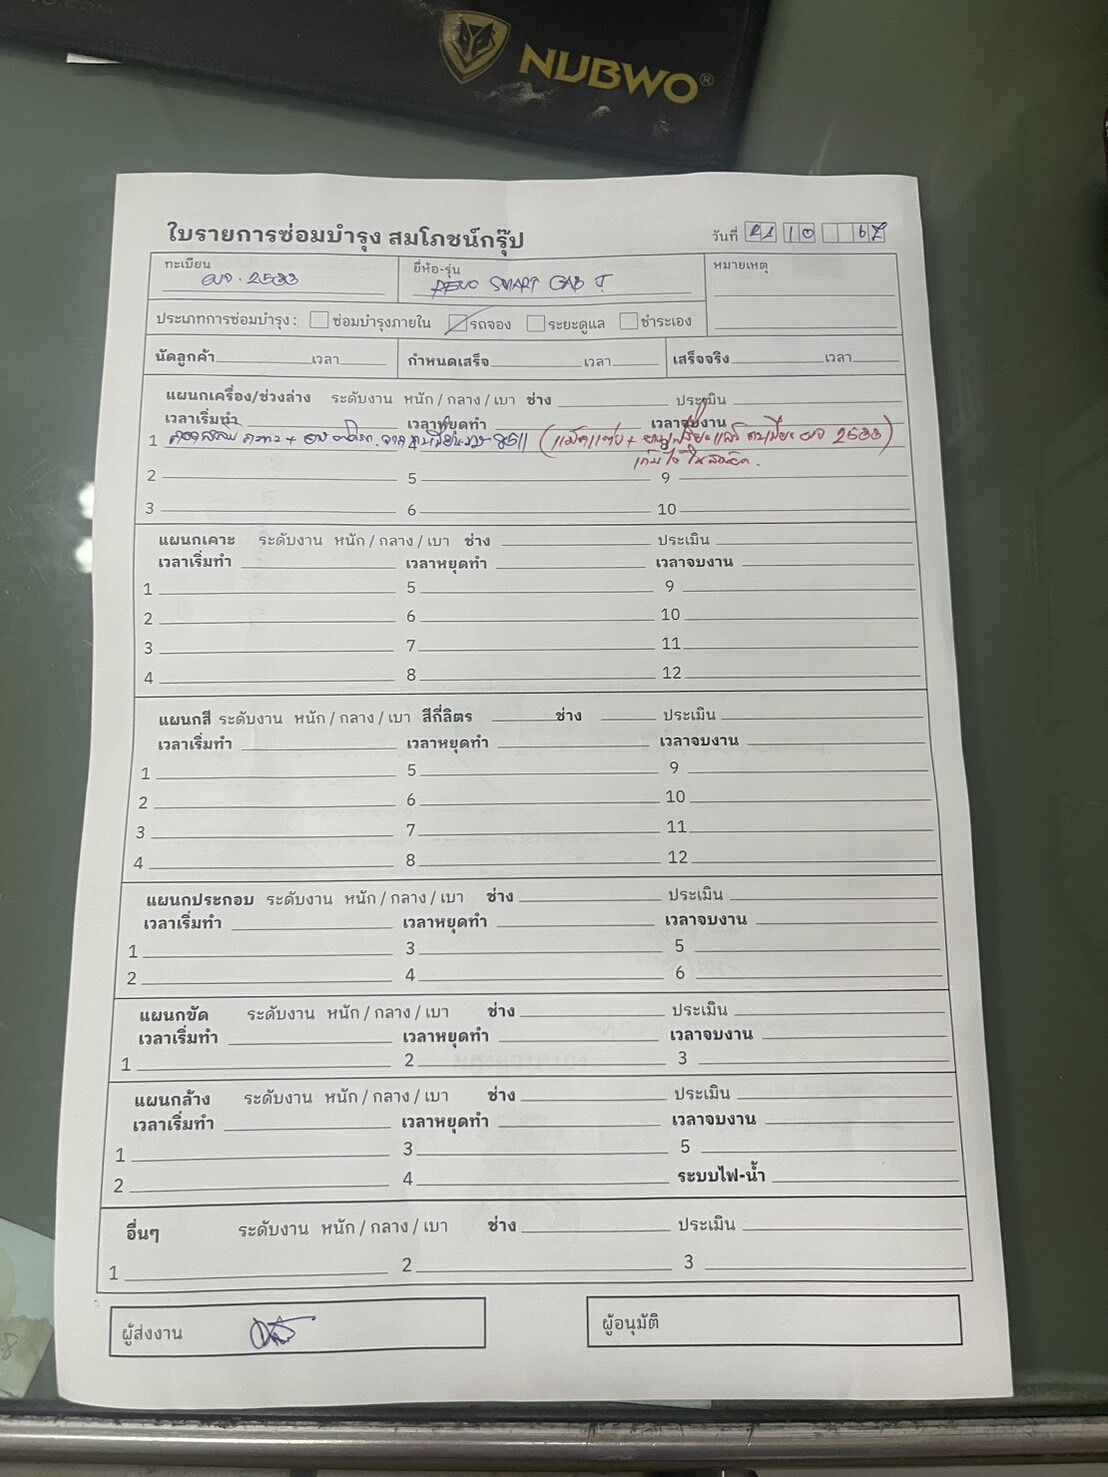 NUBWO®
ใบรายการซ่อมบำรุง สมโภชน์กรุ๊ป
วันที่ 21 10 67
ทะเบียน 2533
ยี่ห้อ-รุ่น REVO SMART CAB
หมายเหตุ
ประเภทการซ่อมบำรุง : ซ่อมบำรุงภายใน รถจอง ระยะดูแล ชำระเอง
นัดลูกค้า เวลา กำหนดเสร็จ เวลา เสร็จจริง เวลา
แผนกเครื่อง/ช่วงล่าง ระดับงาน หนัก / กลาง / เบา ช่าง ประเมิน
เวลาเริ่มทำ เวลาหยุดทำ เวลาจบงาน
1 + (แม็คแต่ง + 2533)
2 5 9
3 6 10
แผนกเคาะ ระดับงาน หนัก / กลาง / เบา ช่าง ประเมิน
เวลาเริ่มทำ เวลาหยุดทำ เวลาจบงาน
1 5 9
2 6 10
3 7 11
4 8 12
แผนกสี ระดับงาน หนัก / กลาง / เบา สีกี่ลิตร ช่าง ประเมิน
เวลาเริ่มทำ เวลาหยุดทำ เวลาจบงาน
1 5 9
2 6 10
3 7 11
4 8 12
แผนกประกอบ ระดับงาน หนัก / กลาง / เบา ช่าง ประเมิน
เวลาเริ่มทำ เวลาหยุดทำ เวลาจบงาน
1 3 5
2 4 6
แผนกขัด ระดับงาน หนัก / กลาง / เบา ช่าง ประเมิน
เวลาเริ่มทำ เวลาหยุดทำ เวลาจบงาน
1 2 3
แผนกล้าง ระดับงาน หนัก / กลาง / เบา ช่าง ประเมิน
เวลาเริ่มทำ เวลาหยุดทำ เวลาจบงาน
1 3 5
2 4 ระบบไฟ-น้ำ
อื่นๆ ระดับงาน หนัก / กลาง / เบา ช่าง ประเมิน
1 2 3
ผู้ส่งงาน
ผู้อนุมัติ